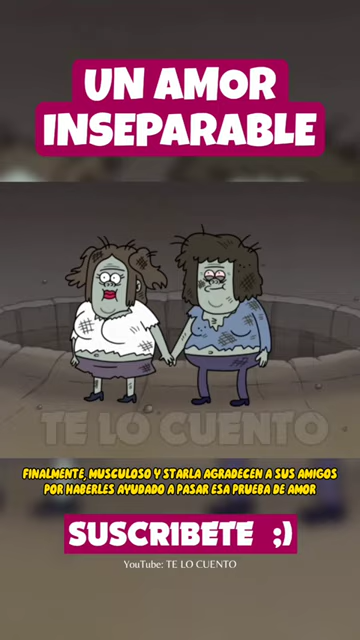 UN AMOR
INSEPARABLE
TE LO CUENTO
FINALMENTE, MUSCULOSO Y STARLA AGRADECEN A SUS AMIGOS
POR HABERLES AYUDADO A PASAR ESA PRUEBA DE AMOR
SUSCRIBETE ;)
YouTube: TE LO CUENTO